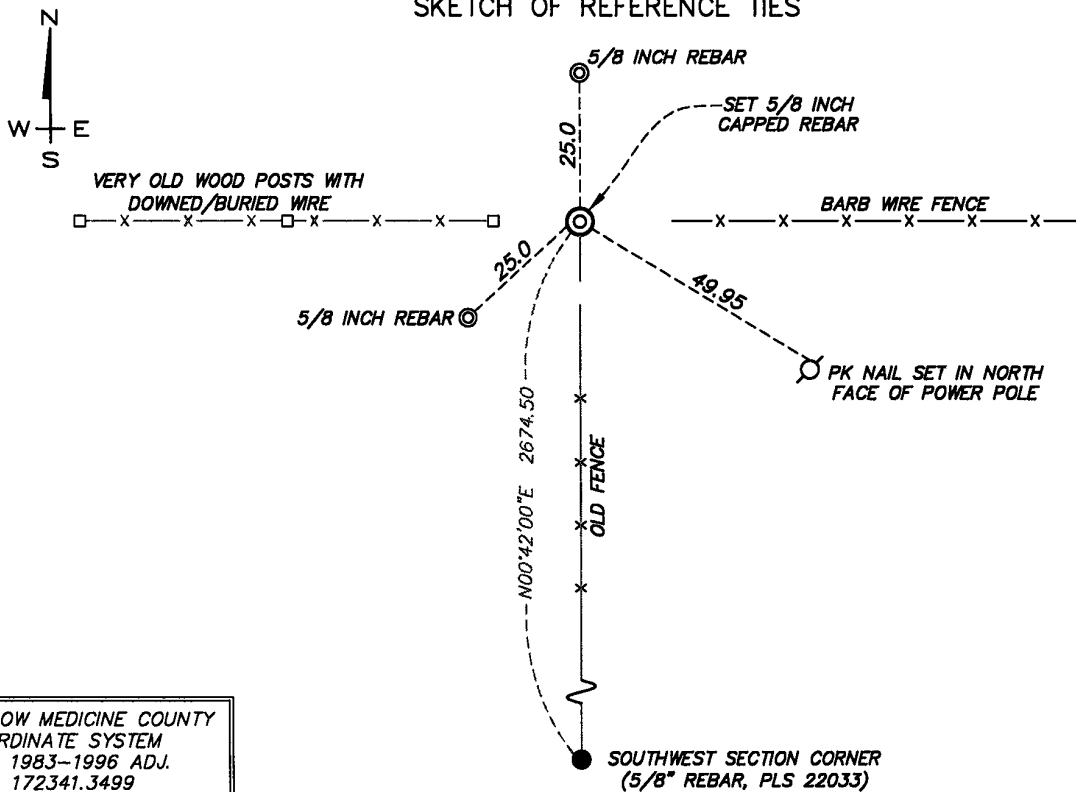 SKETCH OF REFERENCE TIES
N
W E
S
5/8 INCH REBAR
SET 5/8 INCH
CAPPED REBAR
25.0
VERY OLD WOOD POSTS WITH
DOWNED/BURIED WIRE
BARB WIRE FENCE
25.0
49.95
5/8 INCH REBAR
PK NAIL SET IN NORTH
FACE OF POWER POLE
N00°42'00"E 2674.50
OLD FENCE
SOUTHWEST SECTION CORNER
(5/8" REBAR, PLS 22033)
MEDICINE COUNTY
SYSTEM
1983-1996 ADJ.
172341.3499